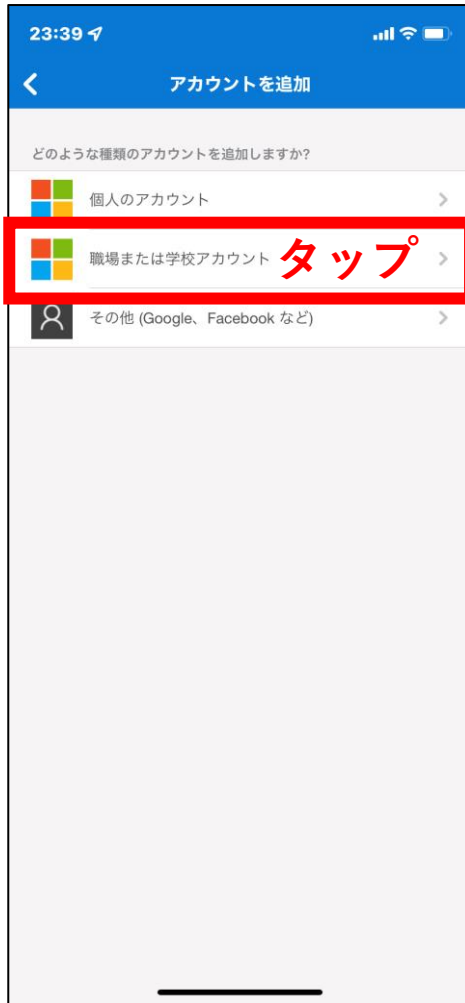 23:39
アカウントを追加
どのような種類のアカウントを追加しますか?
個人のアカウント
職場または学校アカウント タップ
その他 (Google、Facebook など)